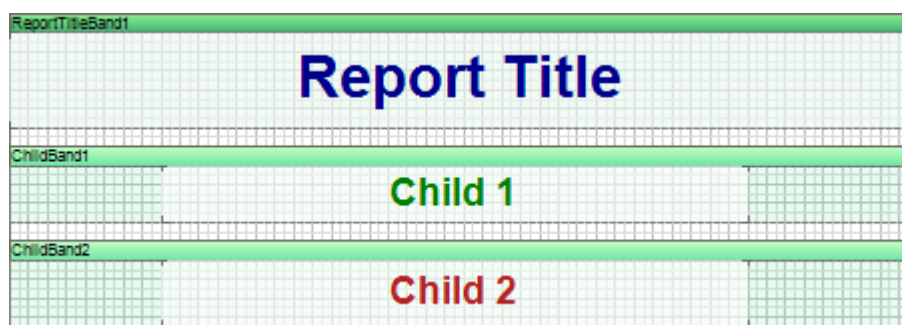 ReportTitleBand1
Report Title
ChildBand1
Child 1
ChildBand2
Child 2